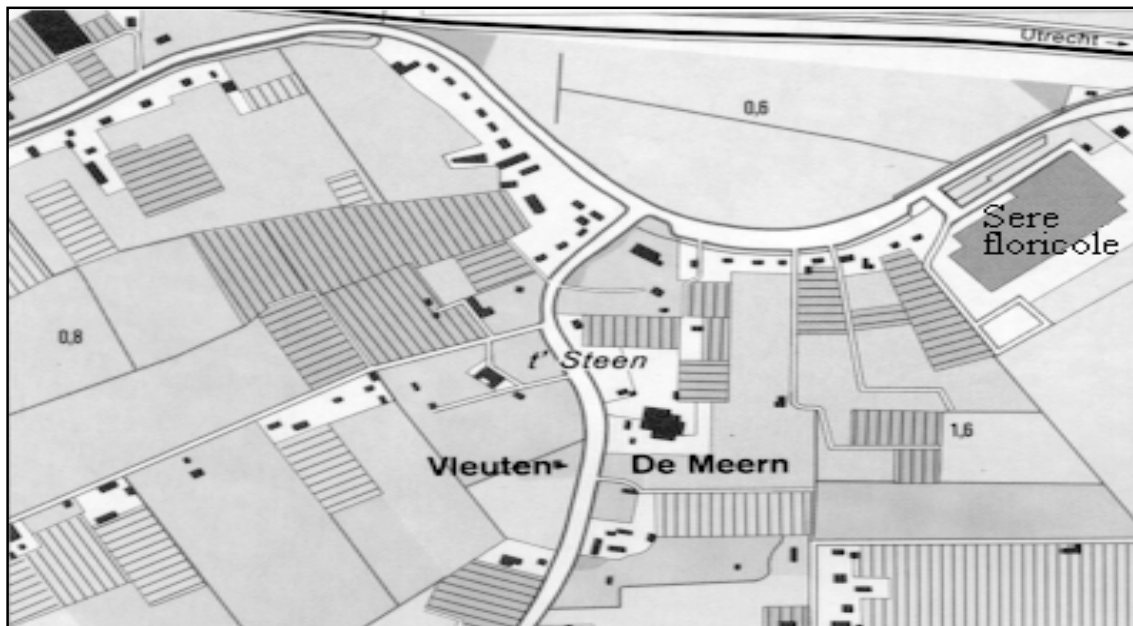 Utrecht
0,6
Sere
floricole
0,8
t' Steen
1,6
Vleuten
De Meern